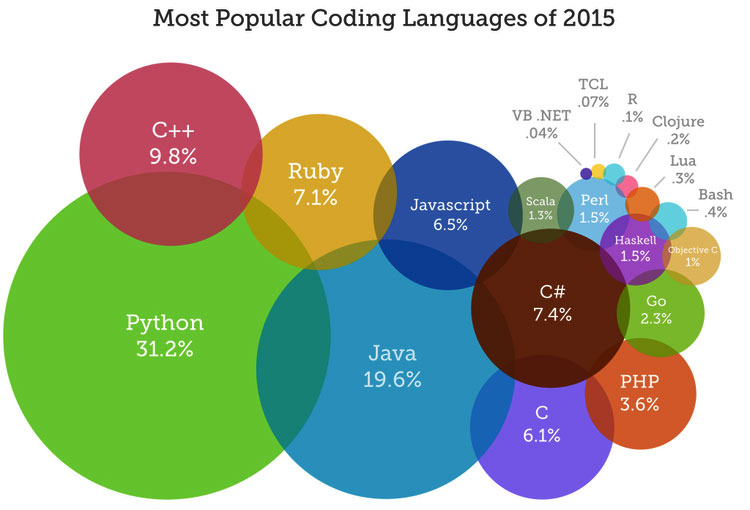 Most Popular Coding Languages of 2015
TCL
.07%
R
.1%
VB .NET
.04%
Clojure
.2%
Lua
.3%
Bash
.4%
C++
9.8%
Ruby
7.1%
Javascript
6.5%
Scala
1.3%
Perl
1.5%
Haskell
1.5%
Objective C
1%
Python
31.2%
Java
19.6%
C#
7.4%
Go
2.3%
PHP
3.6%
C
6.1%